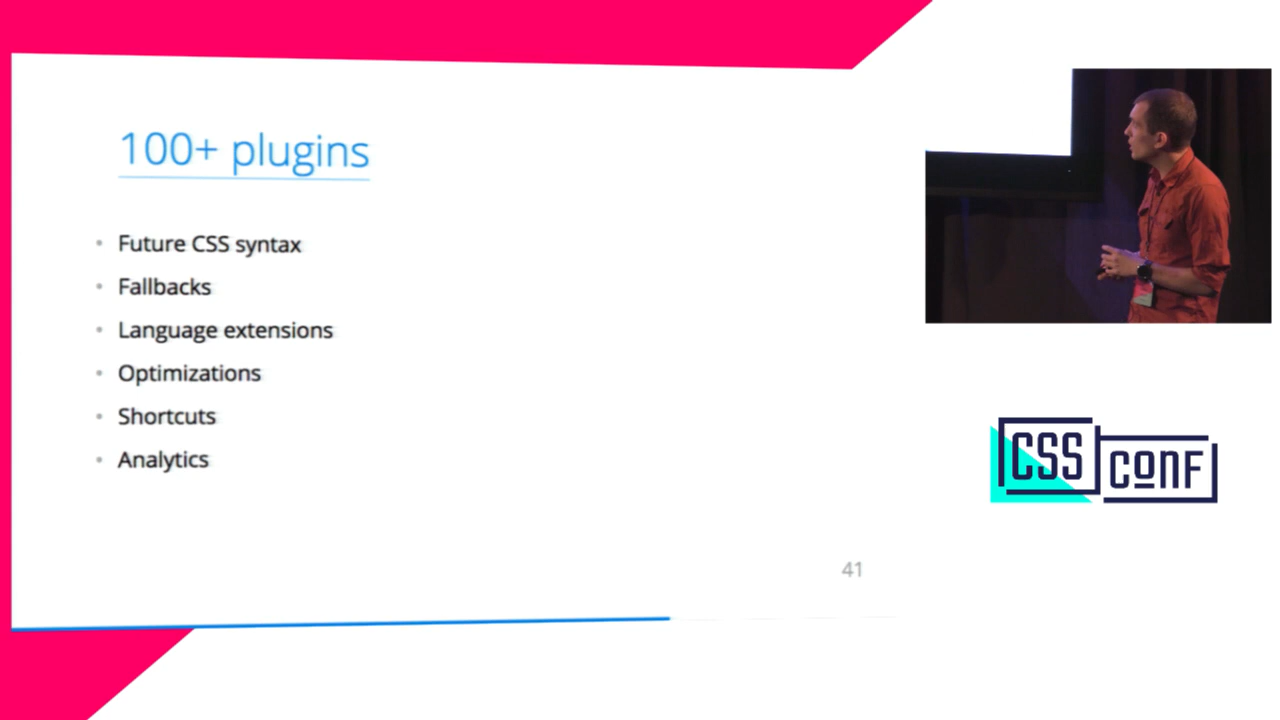 100+ plugins
Future CSS syntax
Fallbacks
Language extensions
Optimizations
Shortcuts
Analytics
41
CSS
CONF